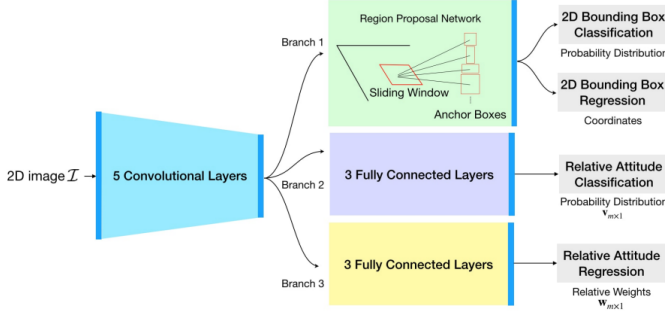 2D image I
5 Convolutional Layers
Branch 1
Region Proposal Network
Sliding Window
Anchor Boxes
2D Bounding Box
Classification
Probability Distribution
2D Bounding Box
Regression
Coordinates
Branch 2
3 Fully Connected Layers
Relative Attitude
Classification
Probability Distribution
v_{m×1}
Branch 3
3 Fully Connected Layers
Relative Attitude
Regression
Relative Weights
w_{m×1}